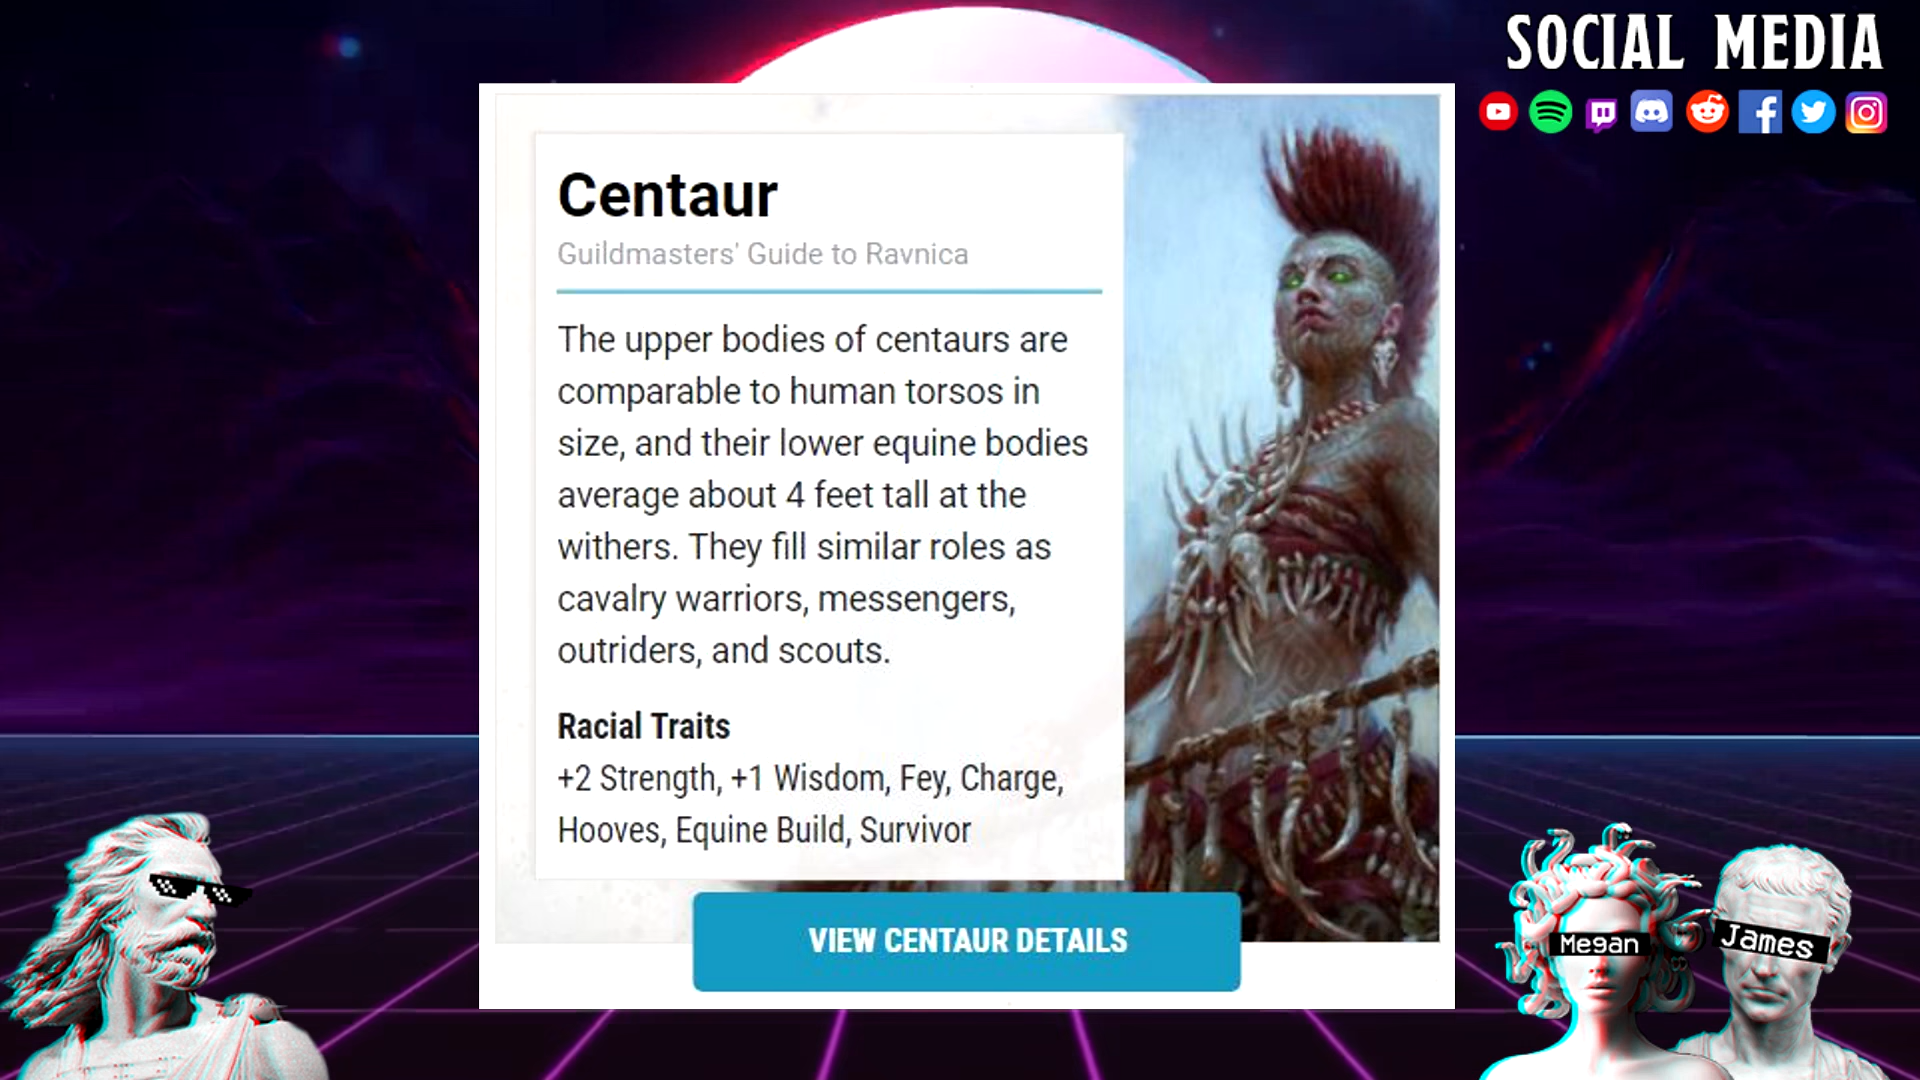 SOCIAL MEDIA
Centaur
Guildmasters' Guide to Ravnica
The upper bodies of centaurs are
comparable to human torsos in
size, and their lower equine bodies
average about 4 feet tall at the
withers. They fill similar roles as
cavalry warriors, messengers,
outriders, and scouts.
Racial Traits
+2 Strength, +1 Wisdom, Fey, Charge,
Hooves, Equine Build, Survivor
VIEW CENTAUR DETAILS
Megan
James